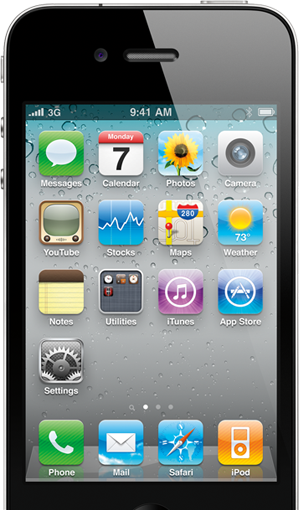 3G 9:41 AM
Monday
7
280
73°
Messages Calendar Photos Camera
YouTube Stocks Maps Weather
Notes Utilities iTunes App Store
Settings
Phone Mail Safari iPod